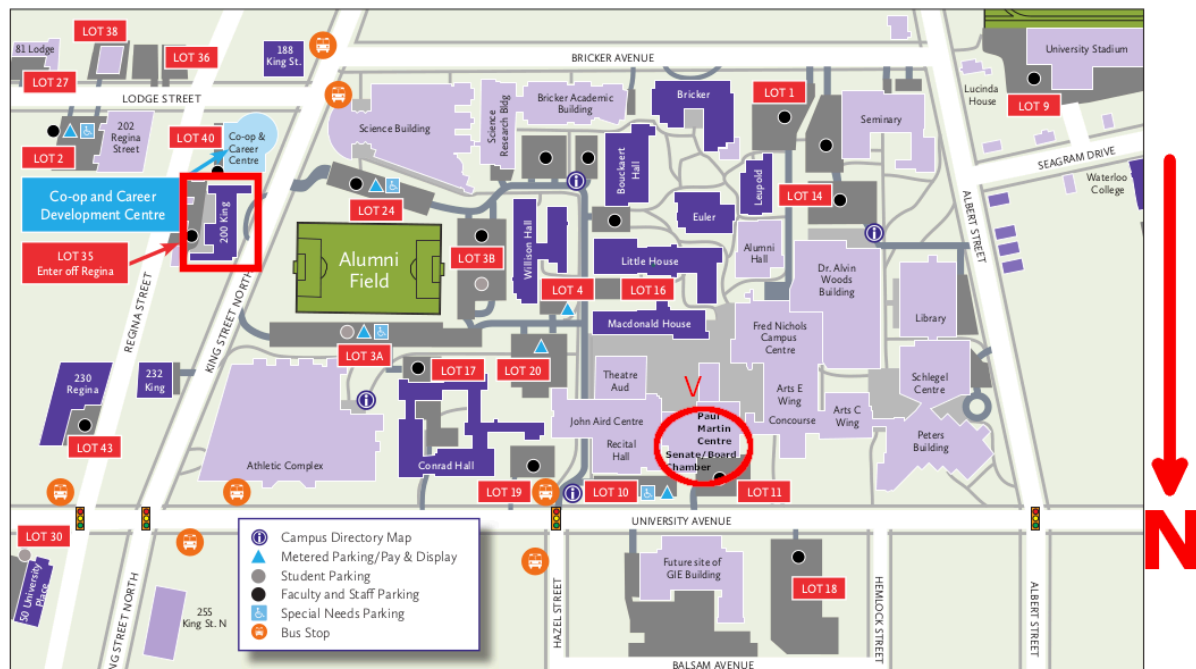 LOT 38
81 Lodge
LOT 36
188
King St.
LOT 27
LODGE STREET
BRICKER AVENUE
University Stadium
Lucinda
House
LOT 9
LOT 1
Bricker
Bricker Academic
Building
Science
Research Bldg
Science Building
Seminary
SEAGRAM DRIVE
Waterloo
College
LOT 40
202
Regina
Street
LOT 2
Co-op &
Career
Centre
Co-op and Career
Development Centre
200 King
LOT 35
Enter off Regina
LOT 24
Bouckaert
Hall
Leupold
LOT 14
Euler
ALBERT STREET
Alumni
Field
LOT 3B
Willison Hall
Little House
Alumni
Hall
LOT 4
LOT 16
Dr. Alvin
Woods
Building
REGINA STREET
KING STREET NORTH
LOT 3A
Macdonald House
Fred Nichols
Campus
Centre
Library
230
Regina
232
King
LOT 17
LOT 20
Theatre
Aud
V
Arts E
Wing
Schlegel
Centre
LOT 43
John Aird Centre
Recital
Hall
Paul
Martin
Centre
Senate/Board
Chamber
Concourse
Arts C
Wing
Peters
Building
Athletic Complex
Conrad Hall
LOT 19
LOT 10
LOT 11
UNIVERSITY AVENUE
N
LOT 30
50 University
Place
KING STREET NORTH
255
King St. N
Campus Directory Map
Metered Parking/Pay & Display
Student Parking
Faculty and Staff Parking
Special Needs Parking
Bus Stop
HAZEL STREET
Future site of
GIE Building
LOT 18
HEMLOCK STREET
ALBERT STREET
BALSAM AVENUE